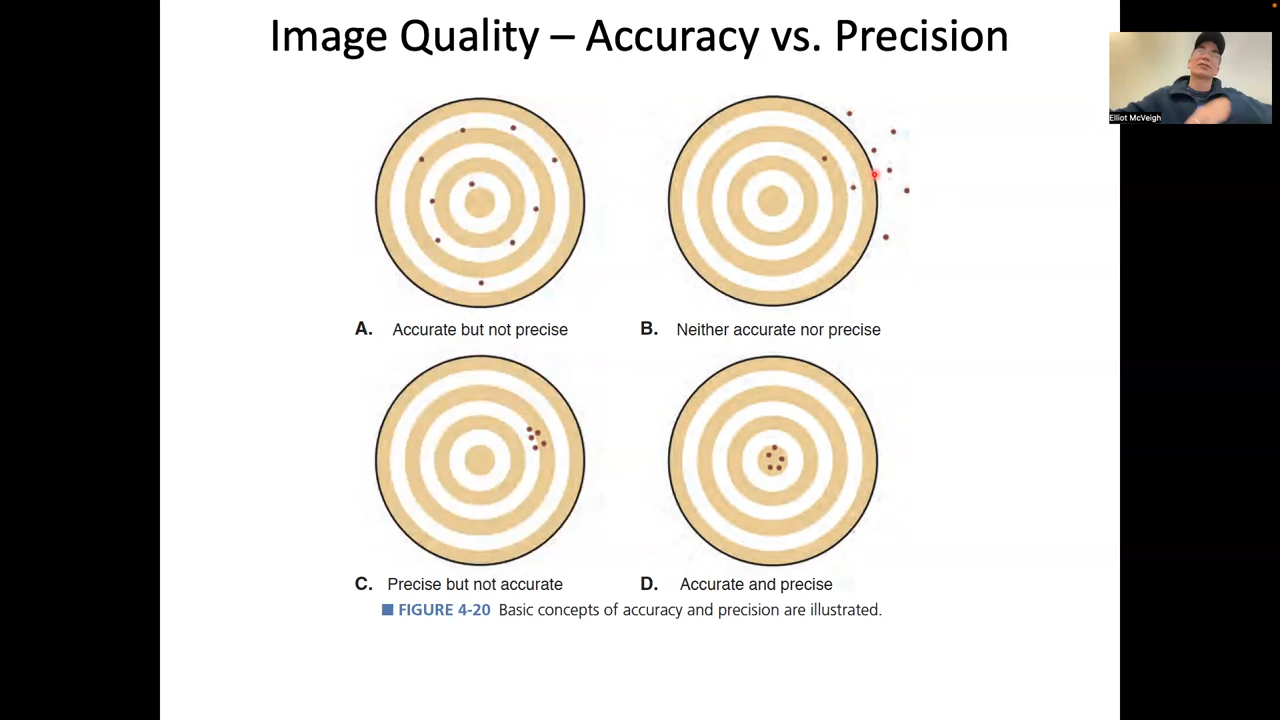 Image Quality – Accuracy vs. Precision
Elliot McVeigh
A. Accurate but not precise
B. Neither accurate nor precise
C. Precise but not accurate
D. Accurate and precise
FIGURE 4-20 Basic concepts of accuracy and precision are illustrated.